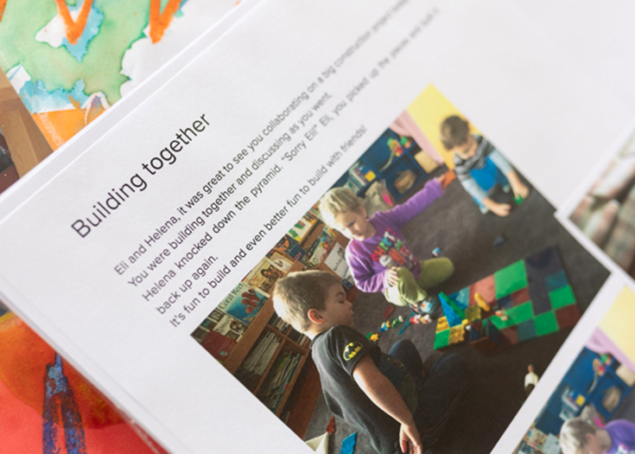 Building together
Eli and Helena, it was great to see you collaborating on a big construction project
You were building together and discussing as you went.
Helena knocked down the pyramid. "Sorry Eli!" Eli, you picked up the pieces and built it
back up again.
It's fun to build and even better fun to build with friends!